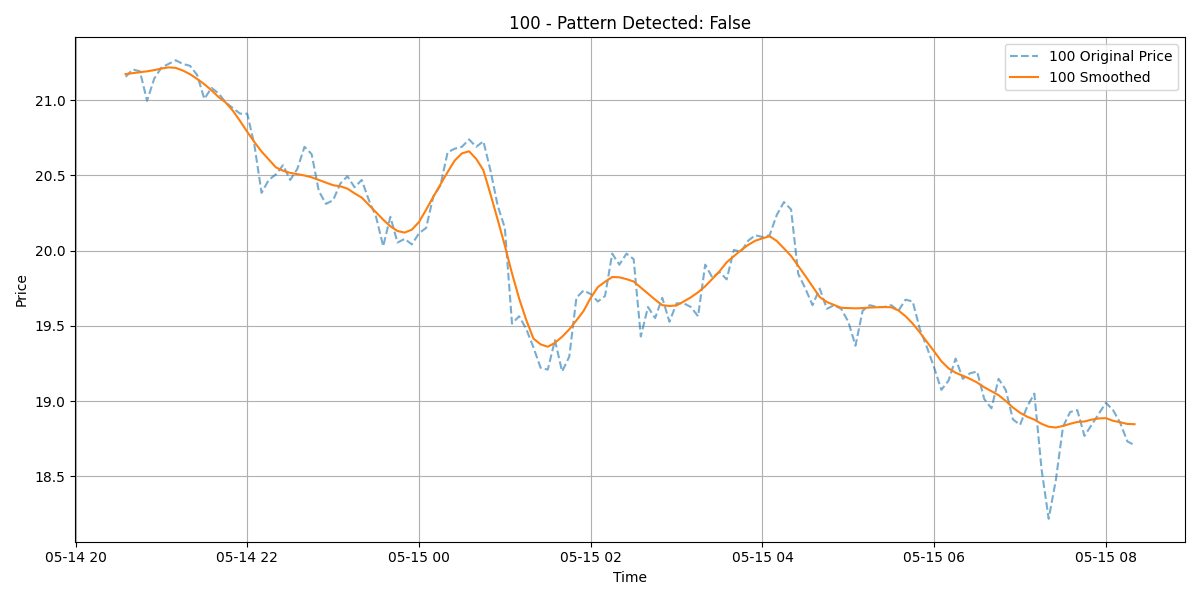 100 - Pattern Detected: False
100 Original Price
100 Smoothed
Price
21.0
20.5
20.0
19.5
19.0
18.5
05-14 20
05-14 22
05-15 00
05-15 02
05-15 04
05-15 06
05-15 08
Time